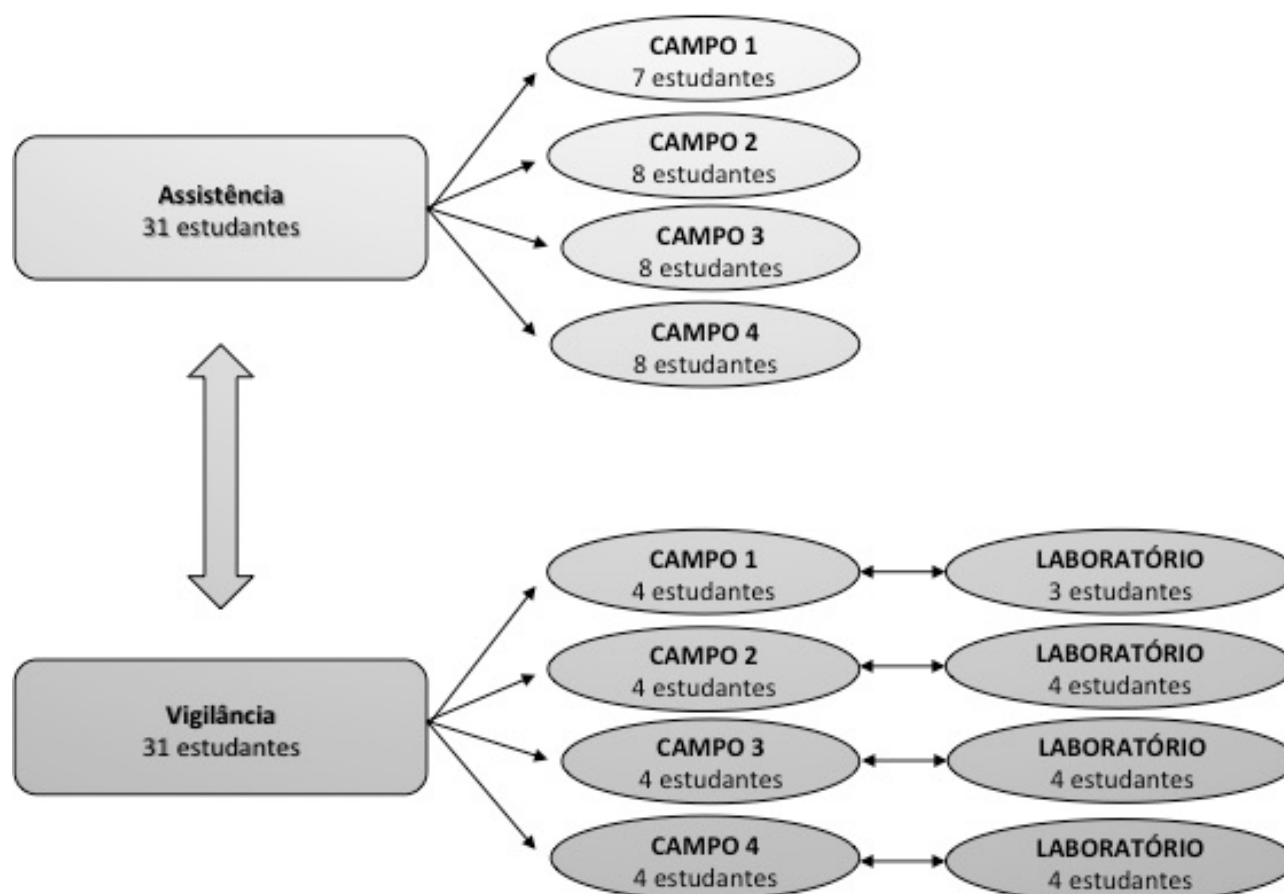 CAMPO 1
7 estudantes
CAMPO 2
8 estudantes
Assistência
31 estudantes
CAMPO 3
8 estudantes
CAMPO 4
8 estudantes
CAMPO 1
4 estudantes
LABORATÓRIO
3 estudantes
CAMPO 2
4 estudantes
LABORATÓRIO
4 estudantes
Vigilância
31 estudantes
CAMPO 3
4 estudantes
LABORATÓRIO
4 estudantes
CAMPO 4
4 estudantes
LABORATÓRIO
4 estudantes